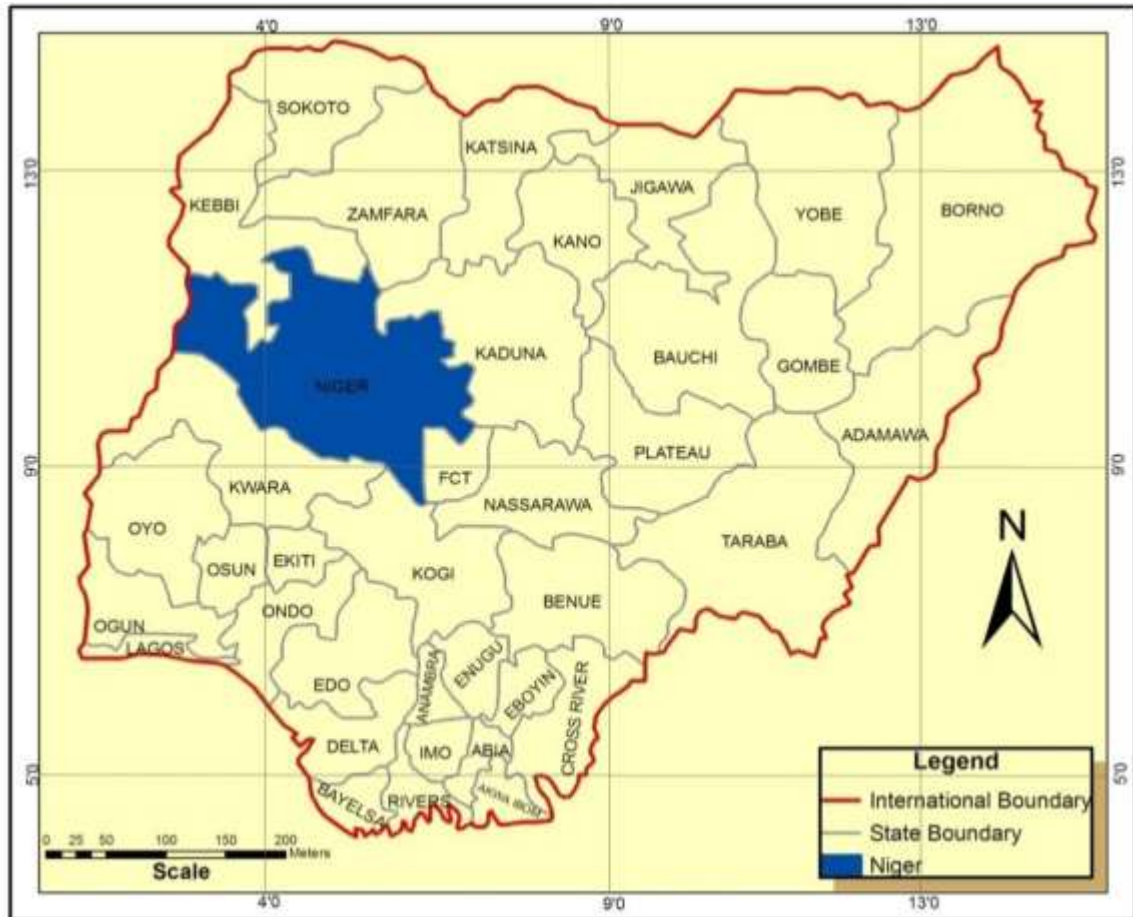 4'0 9'0 13'0
SOKOTO
KATSINA
13'0 13'0
JIGAWA
KEBBI
ZAMFARA
YOBE
BORNO
KANO
KADUNA
BAUCHI
GOMBE
NIGER
ADAMAWA
PLATEAU
9'0 9'0
FCT
KWARA
NASSARAWA
OYO
TARABA
N
OSUN
EKITI
KOGI
BENUE
ONDO
OGUN
LAGOS
ENUGU
ANAMBRA
EBOYIN
CROSS RIVER
EDO
DELTA
IMO
ABIA
5'0 5'0
BAYELSA
RIVERS
AKWA IBOM
Legend
International Boundary
State Boundary
Niger
0 25 50 100 150 200
Meters
Scale
4'0 9'0 13'0